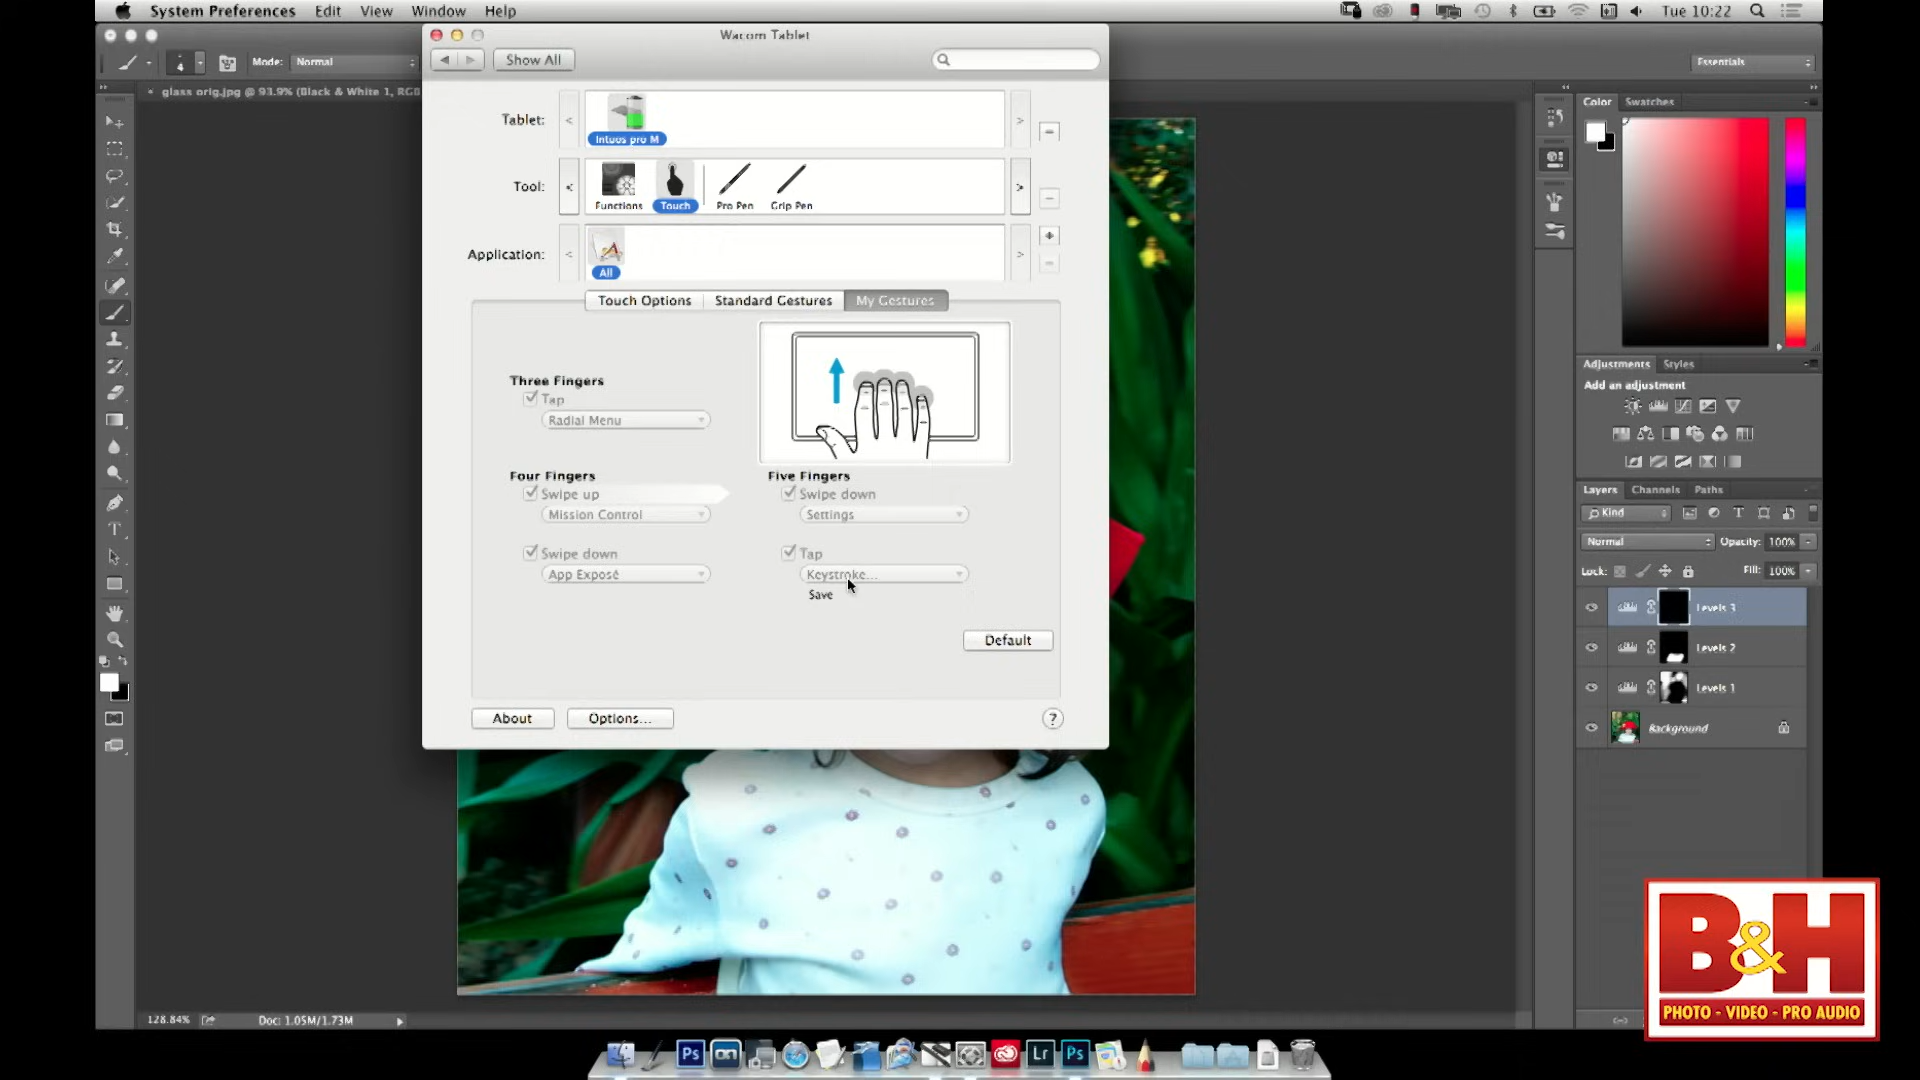 System Preferences Edit View Window Help
Tue 10:22
Wacom Tablet
Show All
4
Mode:
Normal
Essentials
× glass orig.jpg @ 93.9% (Black & White 1, RGB
Tablet:
Intuos pro M
Tool:
Functions
Touch
Pro Pen
Grip Pen
Application:
All
Touch Options
Standard Gestures
My Gestures
Three Fingers
Tap
Radial Menu
Four Fingers
Swipe up
Mission Control
Swipe down
App Exposé
Five Fingers
Swipe down
Settings
Tap
Keystroke...
Save
Default
About
Options...
?
Color
Swatches
Adjustments
Styles
Add an adjustment
Layers
Channels
Paths
Kind
Normal
Opacity: 100%
Lock:
Fill: 100%
Levels 3
Levels 2
Levels 1
Background
128.84%
Doc: 1.05M/1.73M
B&H
PHOTO - VIDEO - PRO AUDIO
Ps
on
Lr
Ps